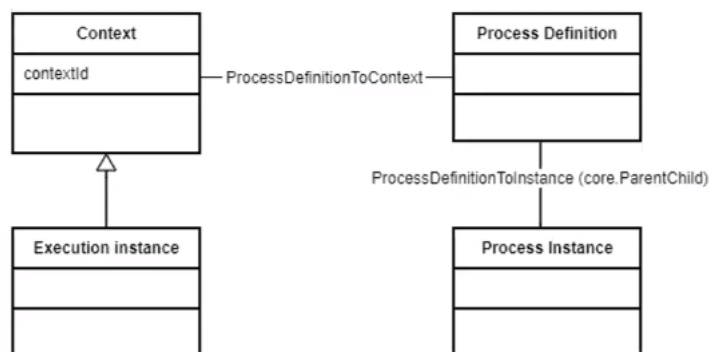 Context
Process Definition
contextId
ProcessDefinitionToContext
ProcessDefinitionToInstance (core.ParentChild)
Execution instance
Process Instance